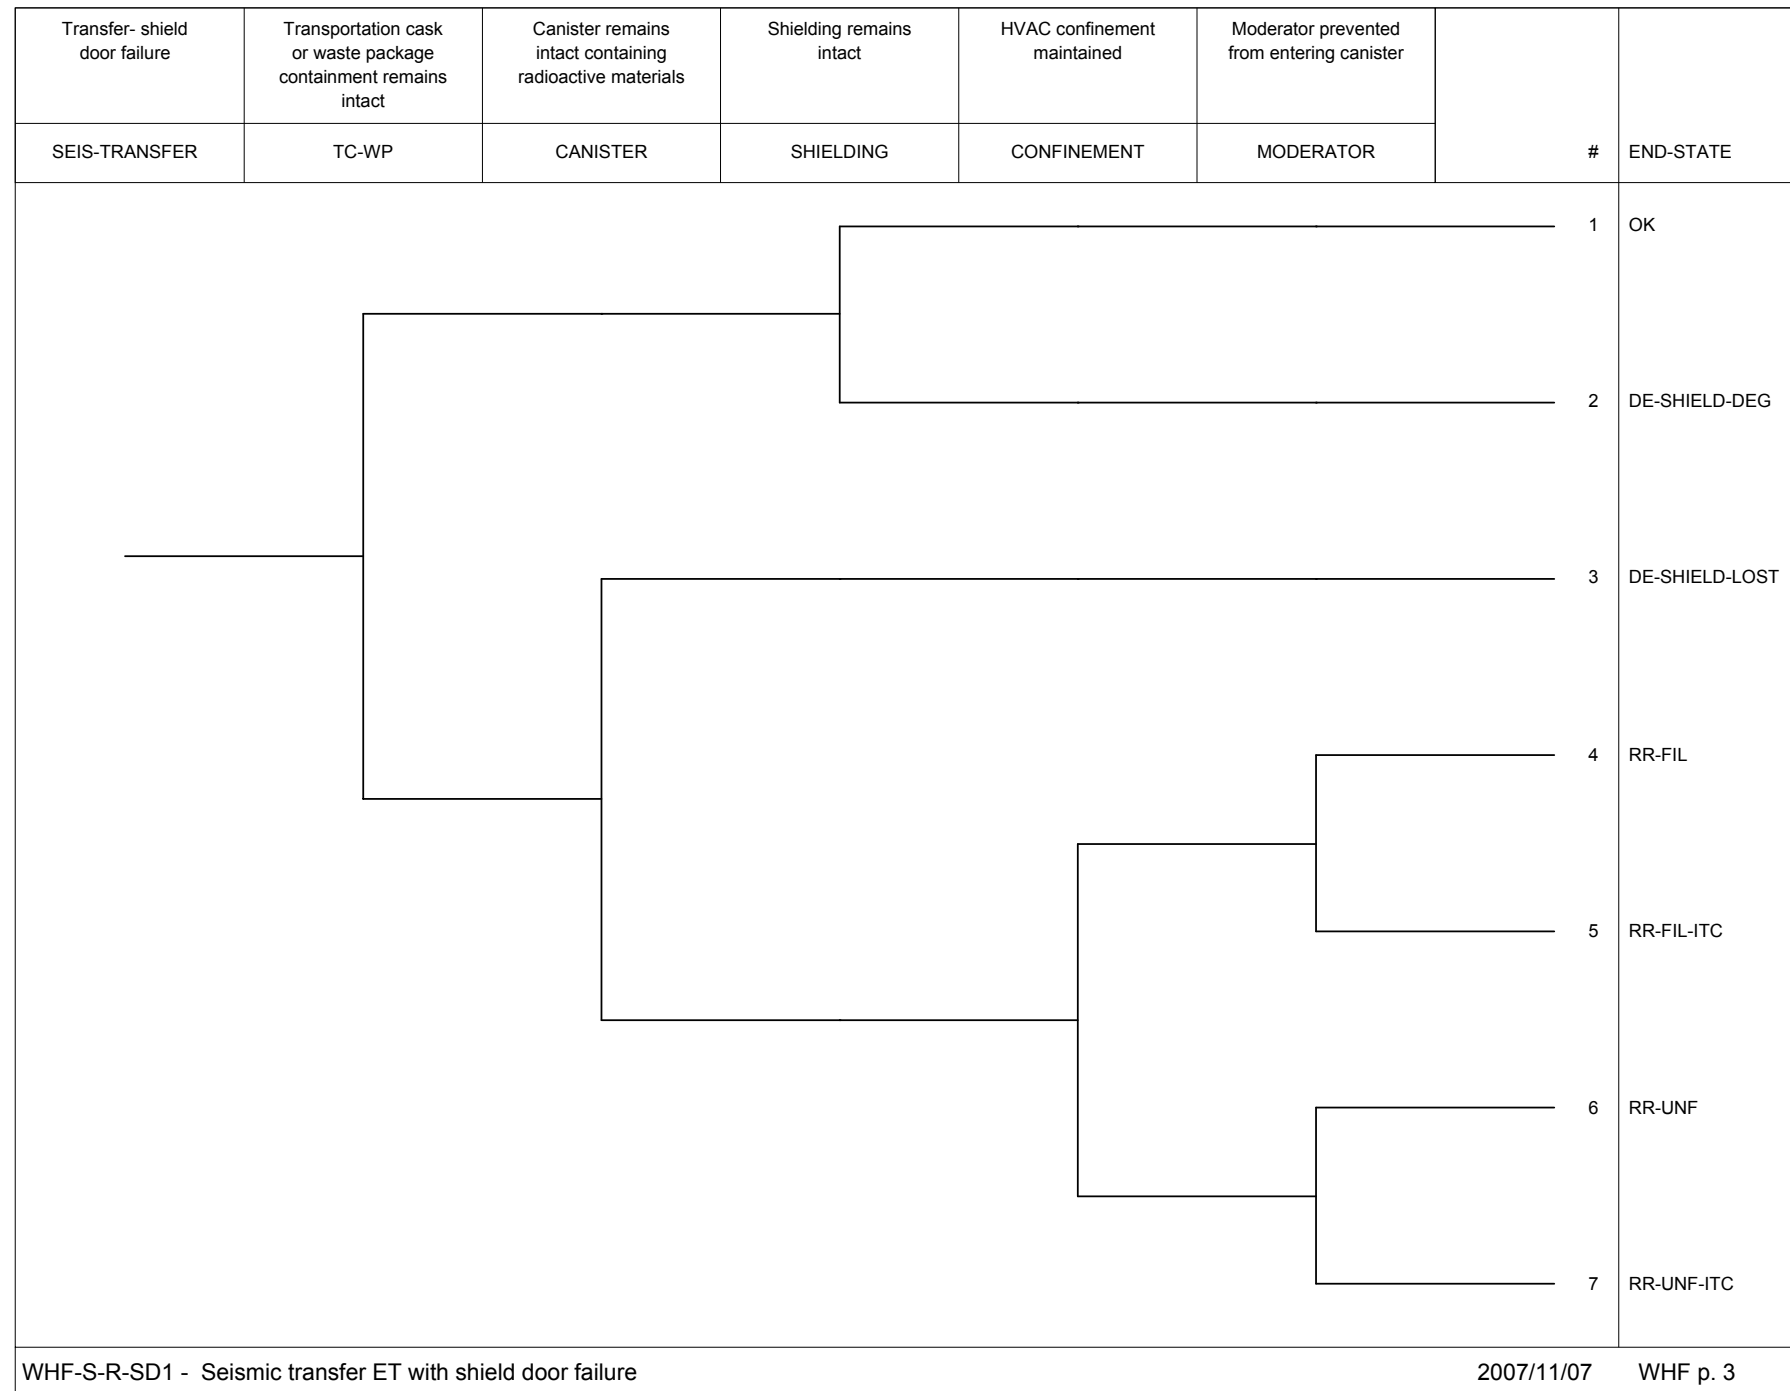 Transfer- shield
door failure
Transportation cask
or waste package
containment remains
intact
Canister remains
intact containing
radioactive materials
Shielding remains
intact
HVAC confinement
maintained
Moderator prevented
from entering canister
SEIS-TRANSFER
TC-WP
CANISTER
SHIELDING
CONFINEMENT
MODERATOR
#
END-STATE
1 OK
2 DE-SHIELD-DEG
3 DE-SHIELD-LOST
4 RR-FIL
5 RR-FIL-ITC
6 RR-UNF
7 RR-UNF-ITC
WHF-S-R-SD1 - Seismic transfer ET with shield door failure 2007/11/07 WHF p. 3